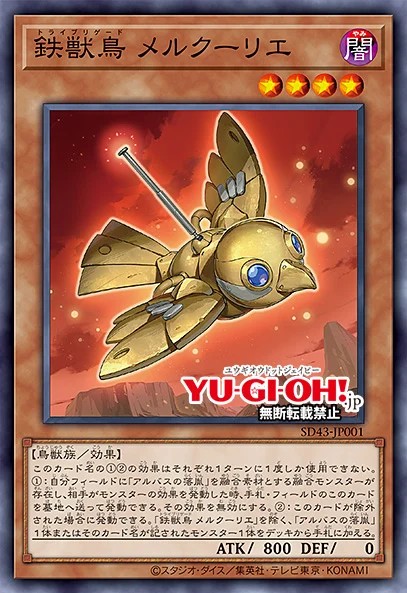 トライブリゲード
鉄獣鳥 メルクーリエ
やみ
闇
ユウギオウドットジェイピー
YU-GI-OH!.jp
無断転載禁止
SD43-JP001
【鳥獣族／効果】
このカード名の①②の効果はそれぞれ１ターンに１度しか使用できない。
①：自分フィールドに「アルバスの落胤」を融合素材とする融合モンスターが
存在し、相手がモンスターの効果を発動した時、手札・フィールドのこのカード
を墓地へ送って発動できる。その効果を無効にする。②：このカードが除外
された場合に発動できる。「鉄獣鳥 メルクーリエ」を除く、「アルバスの落胤」
１体またはそのカード名が記されたモンスター１体をデッキから手札に加える。
ATK/ 800 DEF/ 0
©スタジオ・ダイス／集英社・テレビ東京・KONAMI